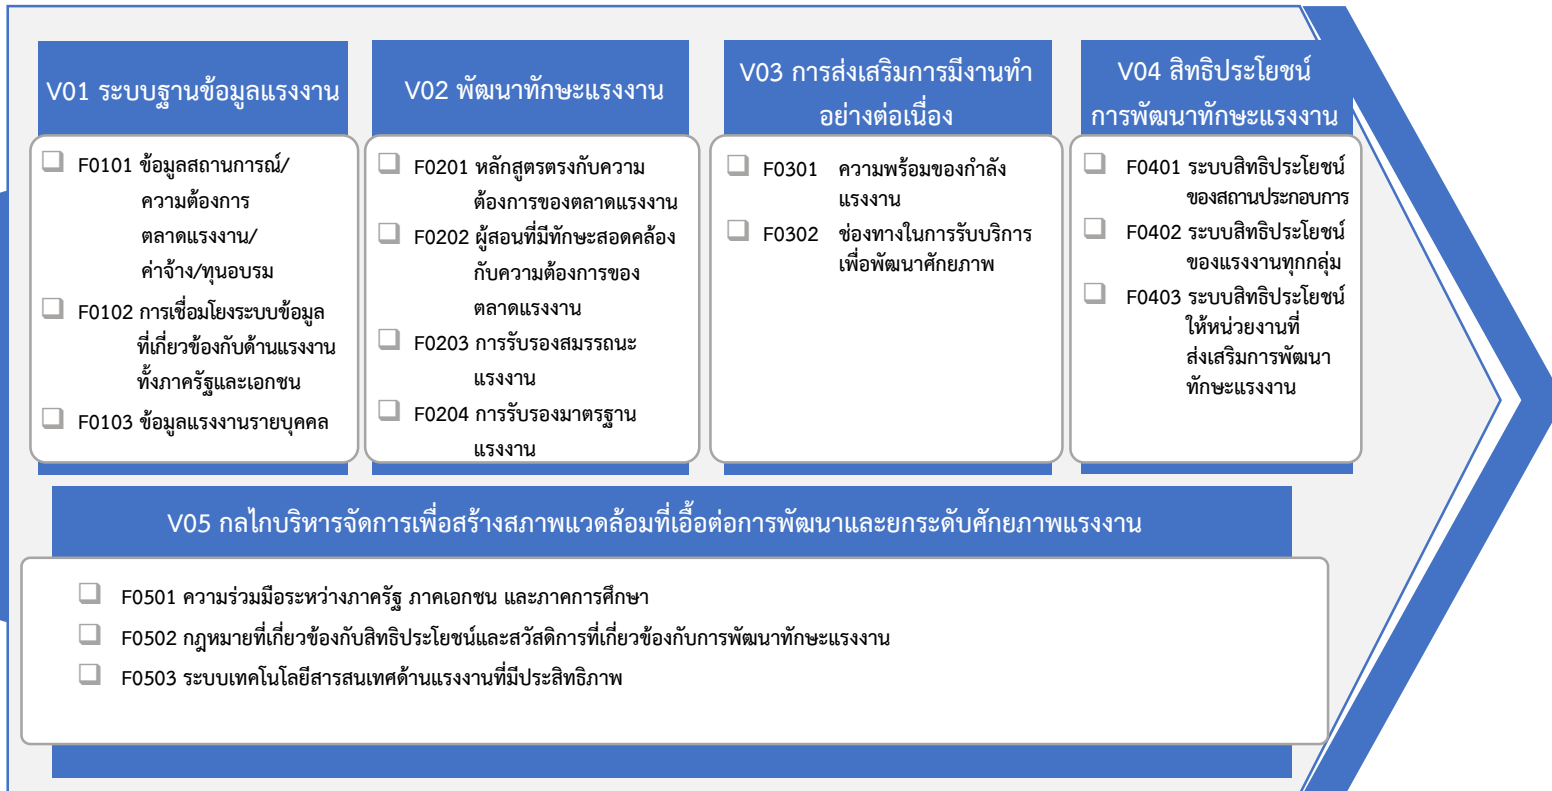 V01 ระบบฐานข้อมูลแรงงาน
F0101 ข้อมูลสถานการณ์/
ความต้องการ
ตลาดแรงงาน/
ค่าจ้าง/ทุนอบรม
F0102 การเชื่อมโยงระบบข้อมูล
ที่เกี่ยวข้องกับด้านแรงงาน
ทั้งภาครัฐและเอกชน
F0103 ข้อมูลแรงงานรายบุคคล
V02 พัฒนาทักษะแรงงาน
F0201 หลักสูตรตรงกับความ
ต้องการของตลาดแรงงาน
F0202 ผู้สอนที่มีทักษะสอดคล้อง
กับความต้องการของ
ตลาดแรงงาน
F0203 การรับรองสมรรถนะ
แรงงาน
F0204 การรับรองมาตรฐาน
แรงงาน
V03 การส่งเสริมการมีงานทำ
อย่างต่อเนื่อง
F0301 ความพร้อมของกำลัง
แรงงาน
F0302 ช่องทางในการรับบริการ
เพื่อพัฒนาศักยภาพ
V04 สิทธิประโยชน์
การพัฒนาทักษะแรงงาน
F0401 ระบบสิทธิประโยชน์
ของสถานประกอบการ
F0402 ระบบสิทธิประโยชน์
ของแรงงานทุกกลุ่ม
F0403 ระบบสิทธิประโยชน์
ให้หน่วยงานที่
ส่งเสริมการพัฒนา
ทักษะแรงงาน
V05 กลไกบริหารจัดการเพื่อสร้างสภาพแวดล้อมที่เอื้อต่อการพัฒนาและยกระดับศักยภาพแรงงาน
F0501 ความร่วมมือระหว่างภาครัฐ ภาคเอกชน และภาคการศึกษา
F0502 กฎหมายที่เกี่ยวข้องกับสิทธิประโยชน์และสวัสดิการที่เกี่ยวข้องกับการพัฒนาทักษะแรงงาน
F0503 ระบบเทคโนโลยีสารสนเทศด้านแรงงานที่มีประสิทธิภาพ